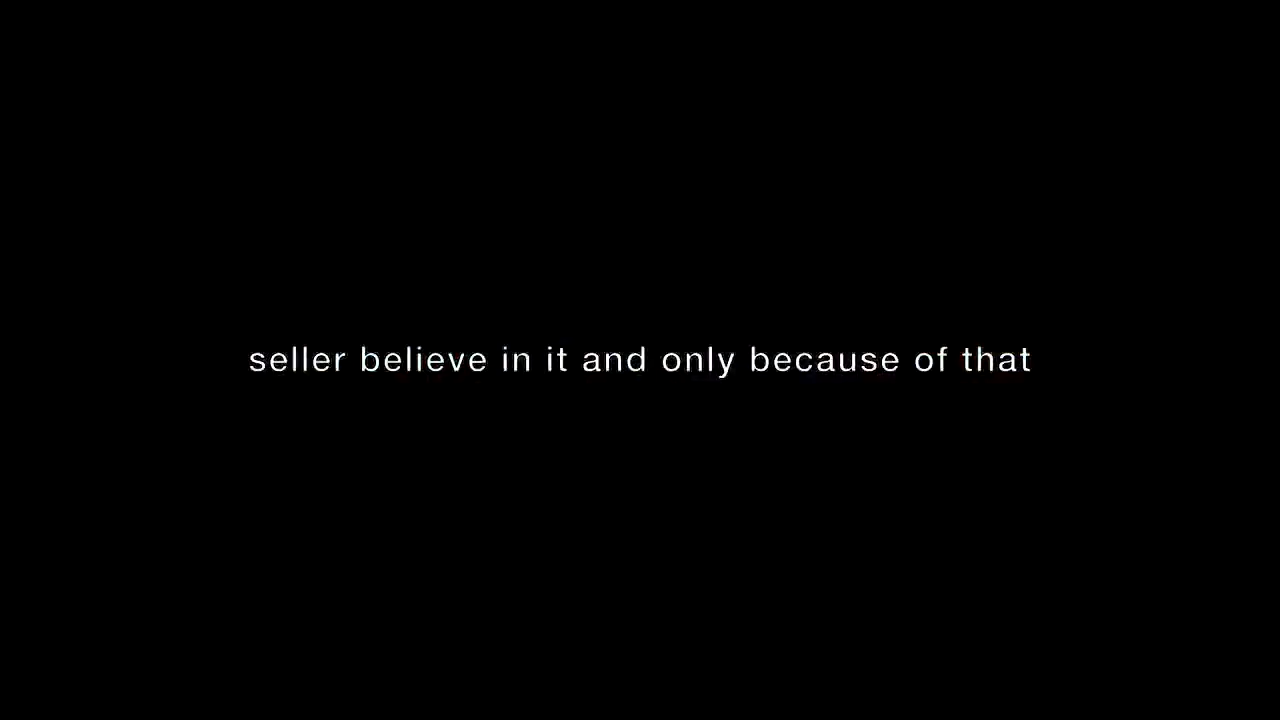 seller believe in it and only because of that